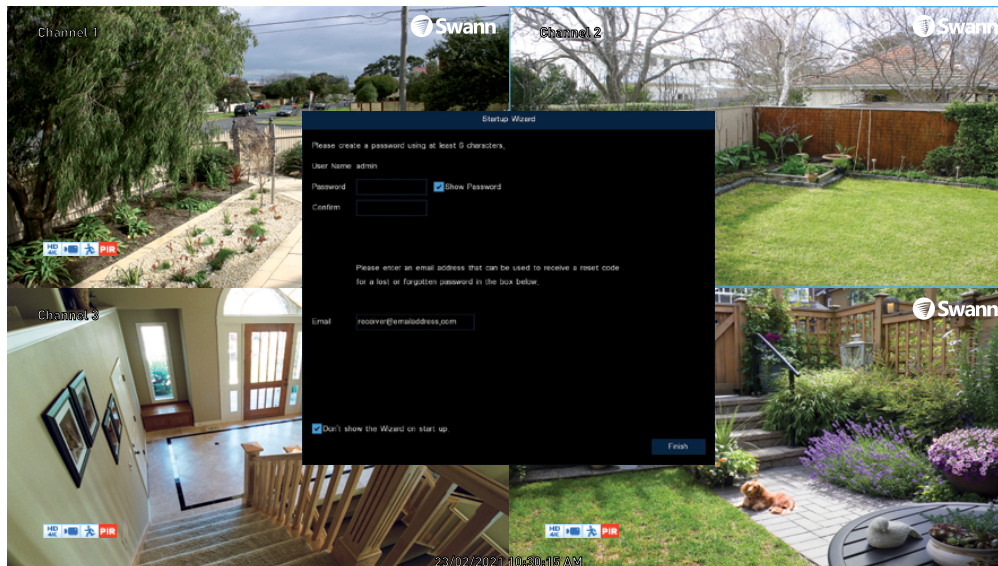 Channel 1
Swann
Channel 2
Swann
Startup Wizard
Please create a password using at least 6 characters.
User Name admin
Password
Show Password
Confirm
HD 4K PIR
Please enter an email address that can be used to receive a reset code
for a lost or forgotten password in the box below.
Channel 3
Swann
Email receiver@emailaddress.com
Don't show the Wizard on start up.
Finish
HD 4K PIR
HD 4K PIR
23/02/2021 10:30:15 AM